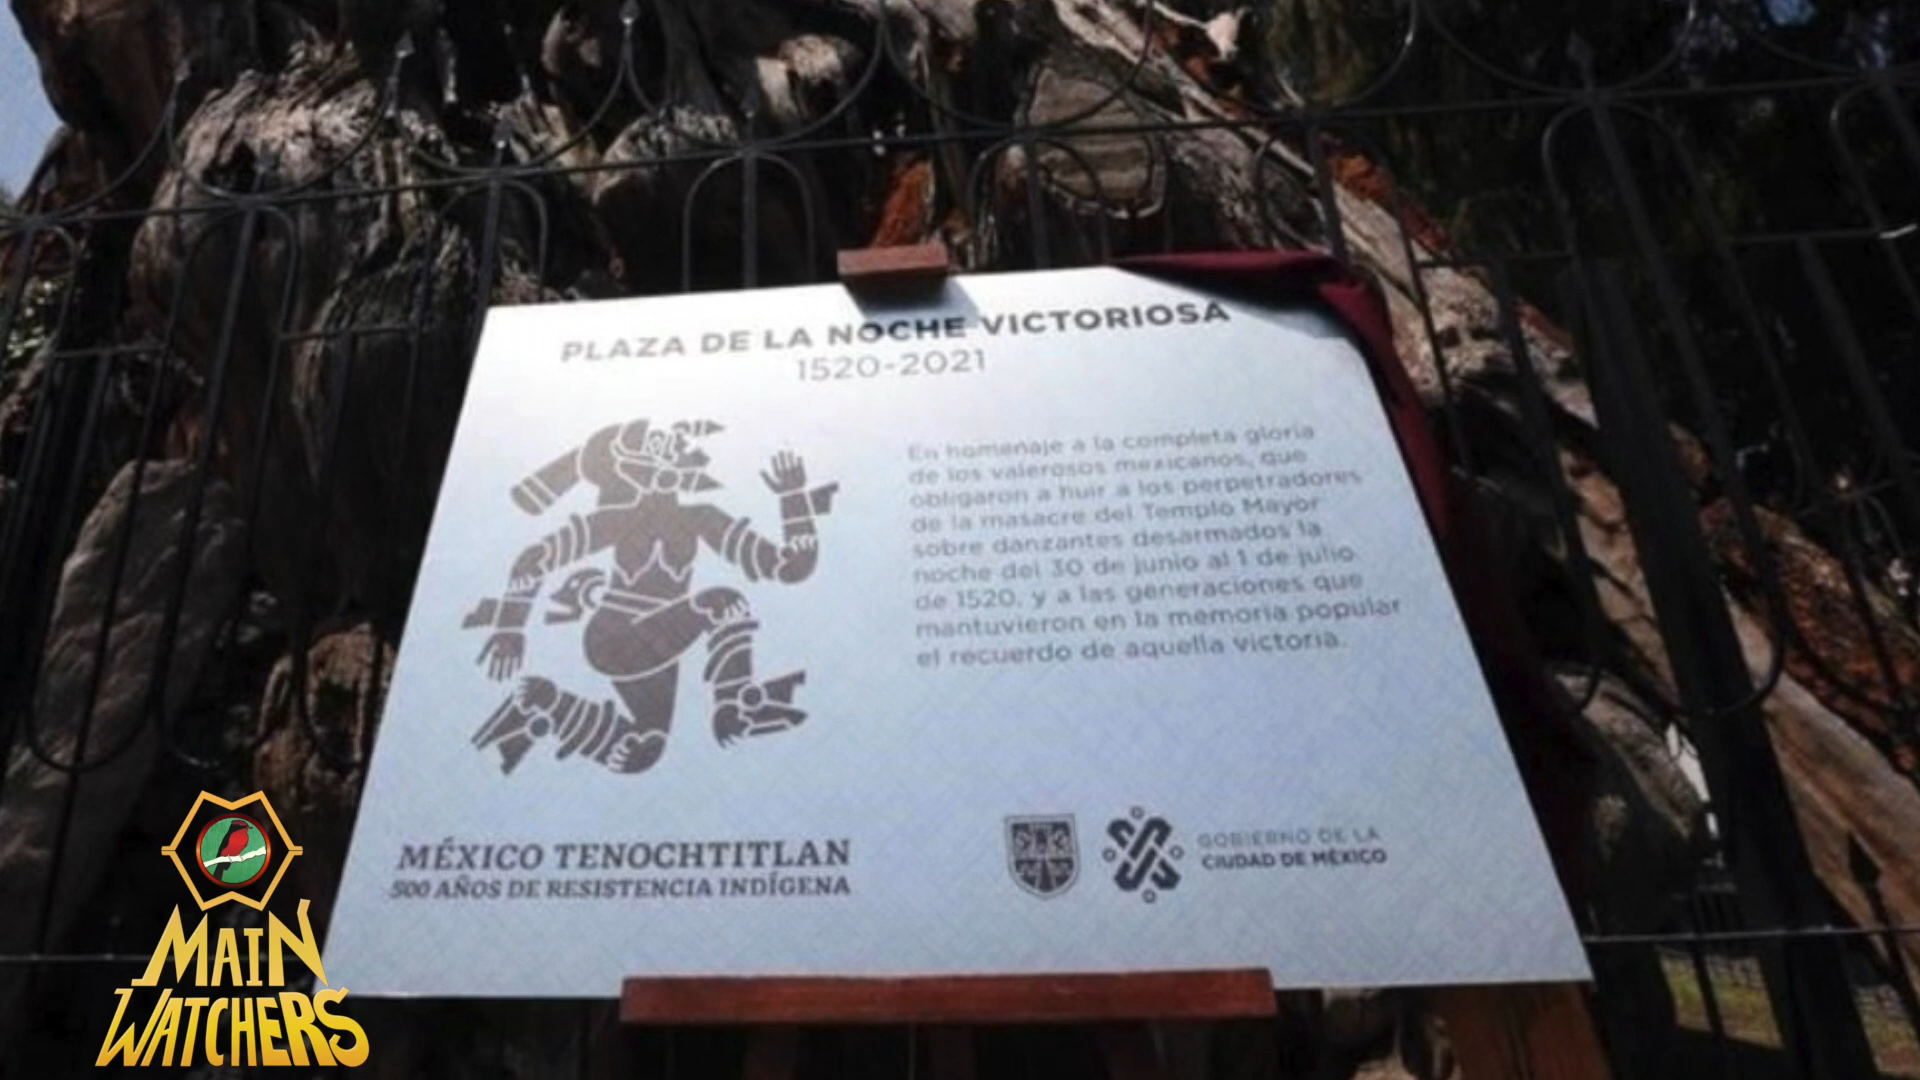 PLAZA DE LA NOCHE VICTORIOSA
1520-2021
En homenaje a la completa gloria
de los valerosos mexicanos, que
obligaron a huir a los perpetradores
de la masacre del Templo Mayor
sobre danzantes desarmados la
noche del 30 de junio al 1 de julio
de 1520, y a las generaciones que
mantuvieron en la memoria popular
el recuerdo de aquella victoria.
MÉXICO TENOCHTITLAN
500 AÑOS DE RESISTENCIA INDÍGENA
GOBIERNO DE LA
CIUDAD DE MÉXICO
MAIN
WATCHERS